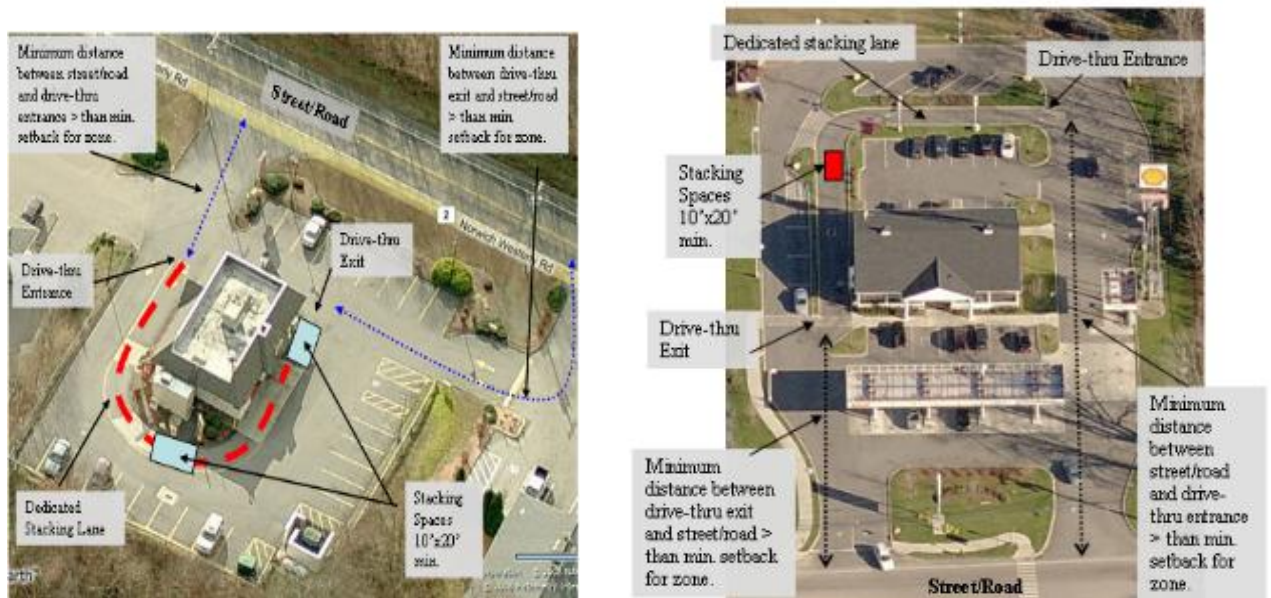 Minimum distance
between street/road
and drive-thru
entrance > than min.
setback for zone.
Street/Road
Minimum distance
between drive-thru
exit and street/road
> than min.
setback for zone.
2
Norwich Westerly Rd
Drive-thru
Exit
Drive-thru
Entrance
Dedicated
Stacking Lane
Stacking
Spaces
10"x20"
min.
Dedicated stacking lane
Drive-thru Entrance
Stacking
Spaces
10"x20"
min.
Drive-thru
Exit
Minimum
distance between
drive-thru exit
and street/road >
than min. setback
for zone.
Minimum
distance
between
street/road
and drive-
thru entrance
> than min.
setback for
zone.
Street/Road